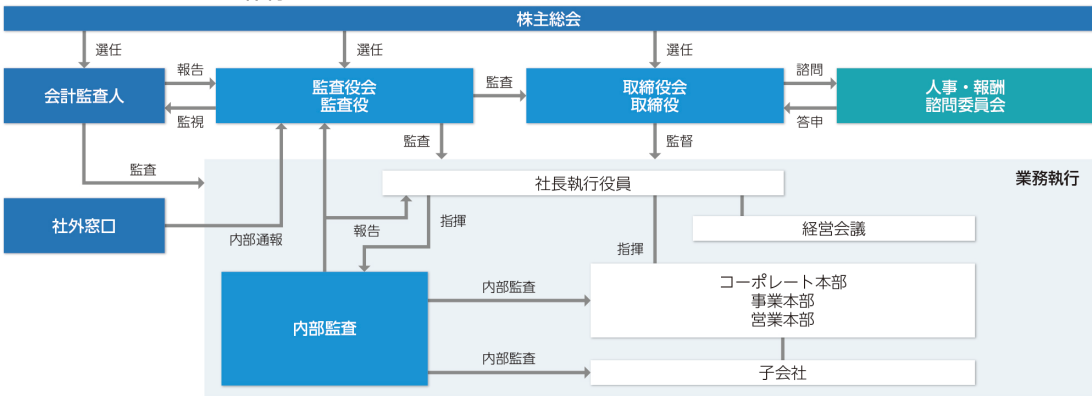 株主総会
選任
選任
選任
会計監査人
報告
監視
監査役会
監査役
監査
取締役会
取締役
諮問
答申
人事・報酬
諮問委員会
監査
監査
監督
業務執行
社長執行役員
社外窓口
内部通報
報告
指揮
指揮
経営会議
内部監査
内部監査
コーポレート本部
事業本部
営業本部
内部監査
子会社